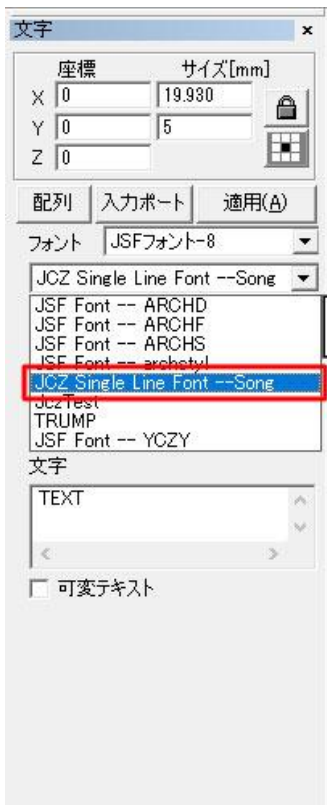 文字 ×
座標 サイズ[mm]
X 0 19.930
Y 0 5
Z 0
配列 入力ポート 適用(A)
フォント JSFフォント-8
JCZ Single Line Font --Song
JSF Font -- ARCHD
JSF Font -- ARCHF
JSF Font -- ARCHS
JSF Font -- archstyl
JCZ Single Line Font --Song
JczTest
TRUMP
JSF Font -- YCZY
文字
TEXT
可変テキスト